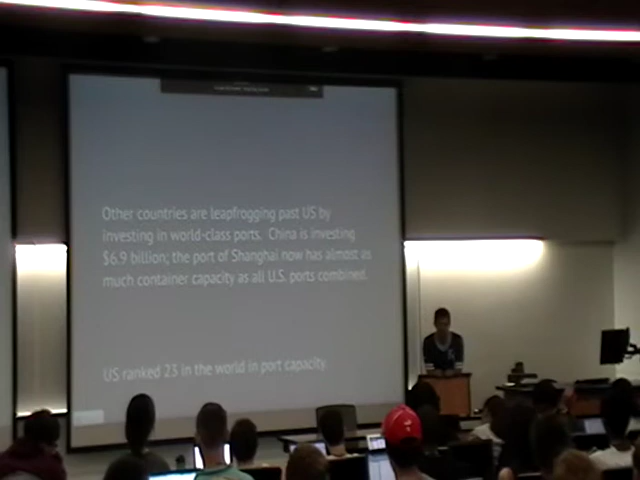 Other countries are leapfrogging past US by
investing in world-class ports. China is investing
$6.9 billion; the port of Shanghai now has almost as
much container capacity as all U.S. ports combined.
US ranked 23 in the world in port capacity.